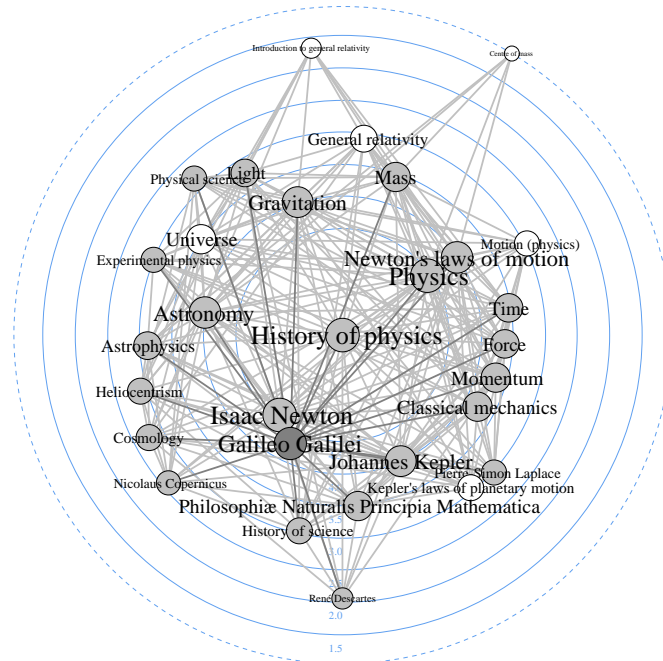 Introduction to general relativity
Centre of mass
General relativity
Light
Mass
Physical science
Gravitation
Universe
Motion (physics)
Experimental physics
Newton's laws of motion
Physics
Astronomy
Time
History of physics
Astrophysics
Force
Momentum
Heliocentrism
Classical mechanics
Isaac Newton
Cosmology
Galileo Galilei
Johannes Kepler
Pierre-Simon Laplace
Nicolaus Copernicus
Kepler's laws of planetary motion
Philosophiæ Naturalis Principia Mathematica
3.5
History of science
3.0
René Descartes
2.0
1.5